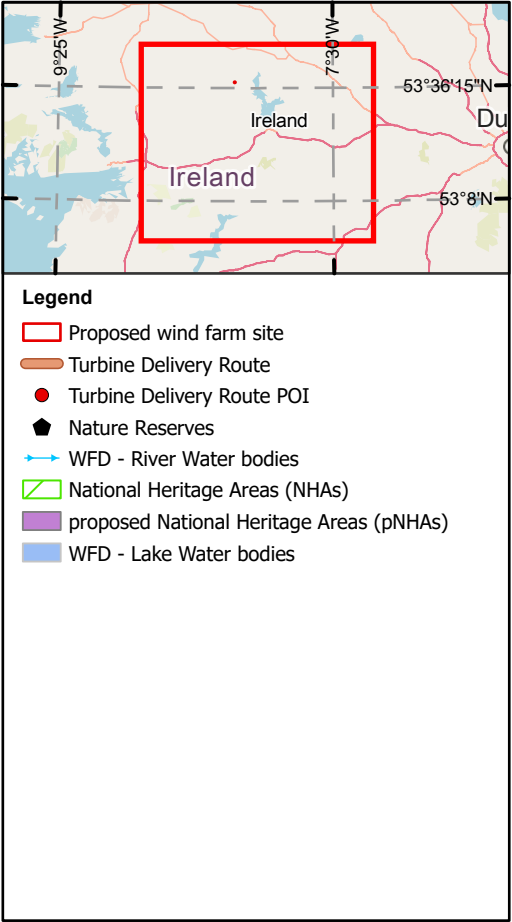 9°25'W
7°30'W
53°36'15"N
Ireland
Du
Ireland
53°8'N
Legend
Proposed wind farm site
Turbine Delivery Route
Turbine Delivery Route POI
Nature Reserves
WFD - River Water bodies
National Heritage Areas (NHAs)
proposed National Heritage Areas (pNHAs)
WFD - Lake Water bodies